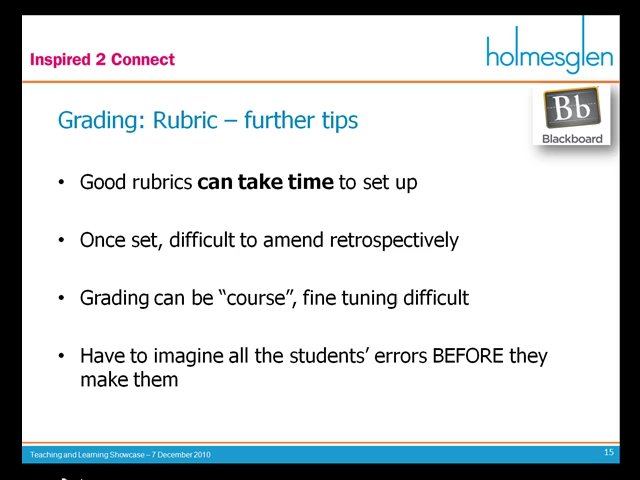 Inspired 2 Connect
holmesglen
Bb
Blackboard
Grading: Rubric – further tips
• Good rubrics can take time to set up
• Once set, difficult to amend retrospectively
• Grading can be “course”, fine tuning difficult
• Have to imagine all the students’ errors BEFORE they
make them
Teaching and Learning Showcase – 7 December 2010
15